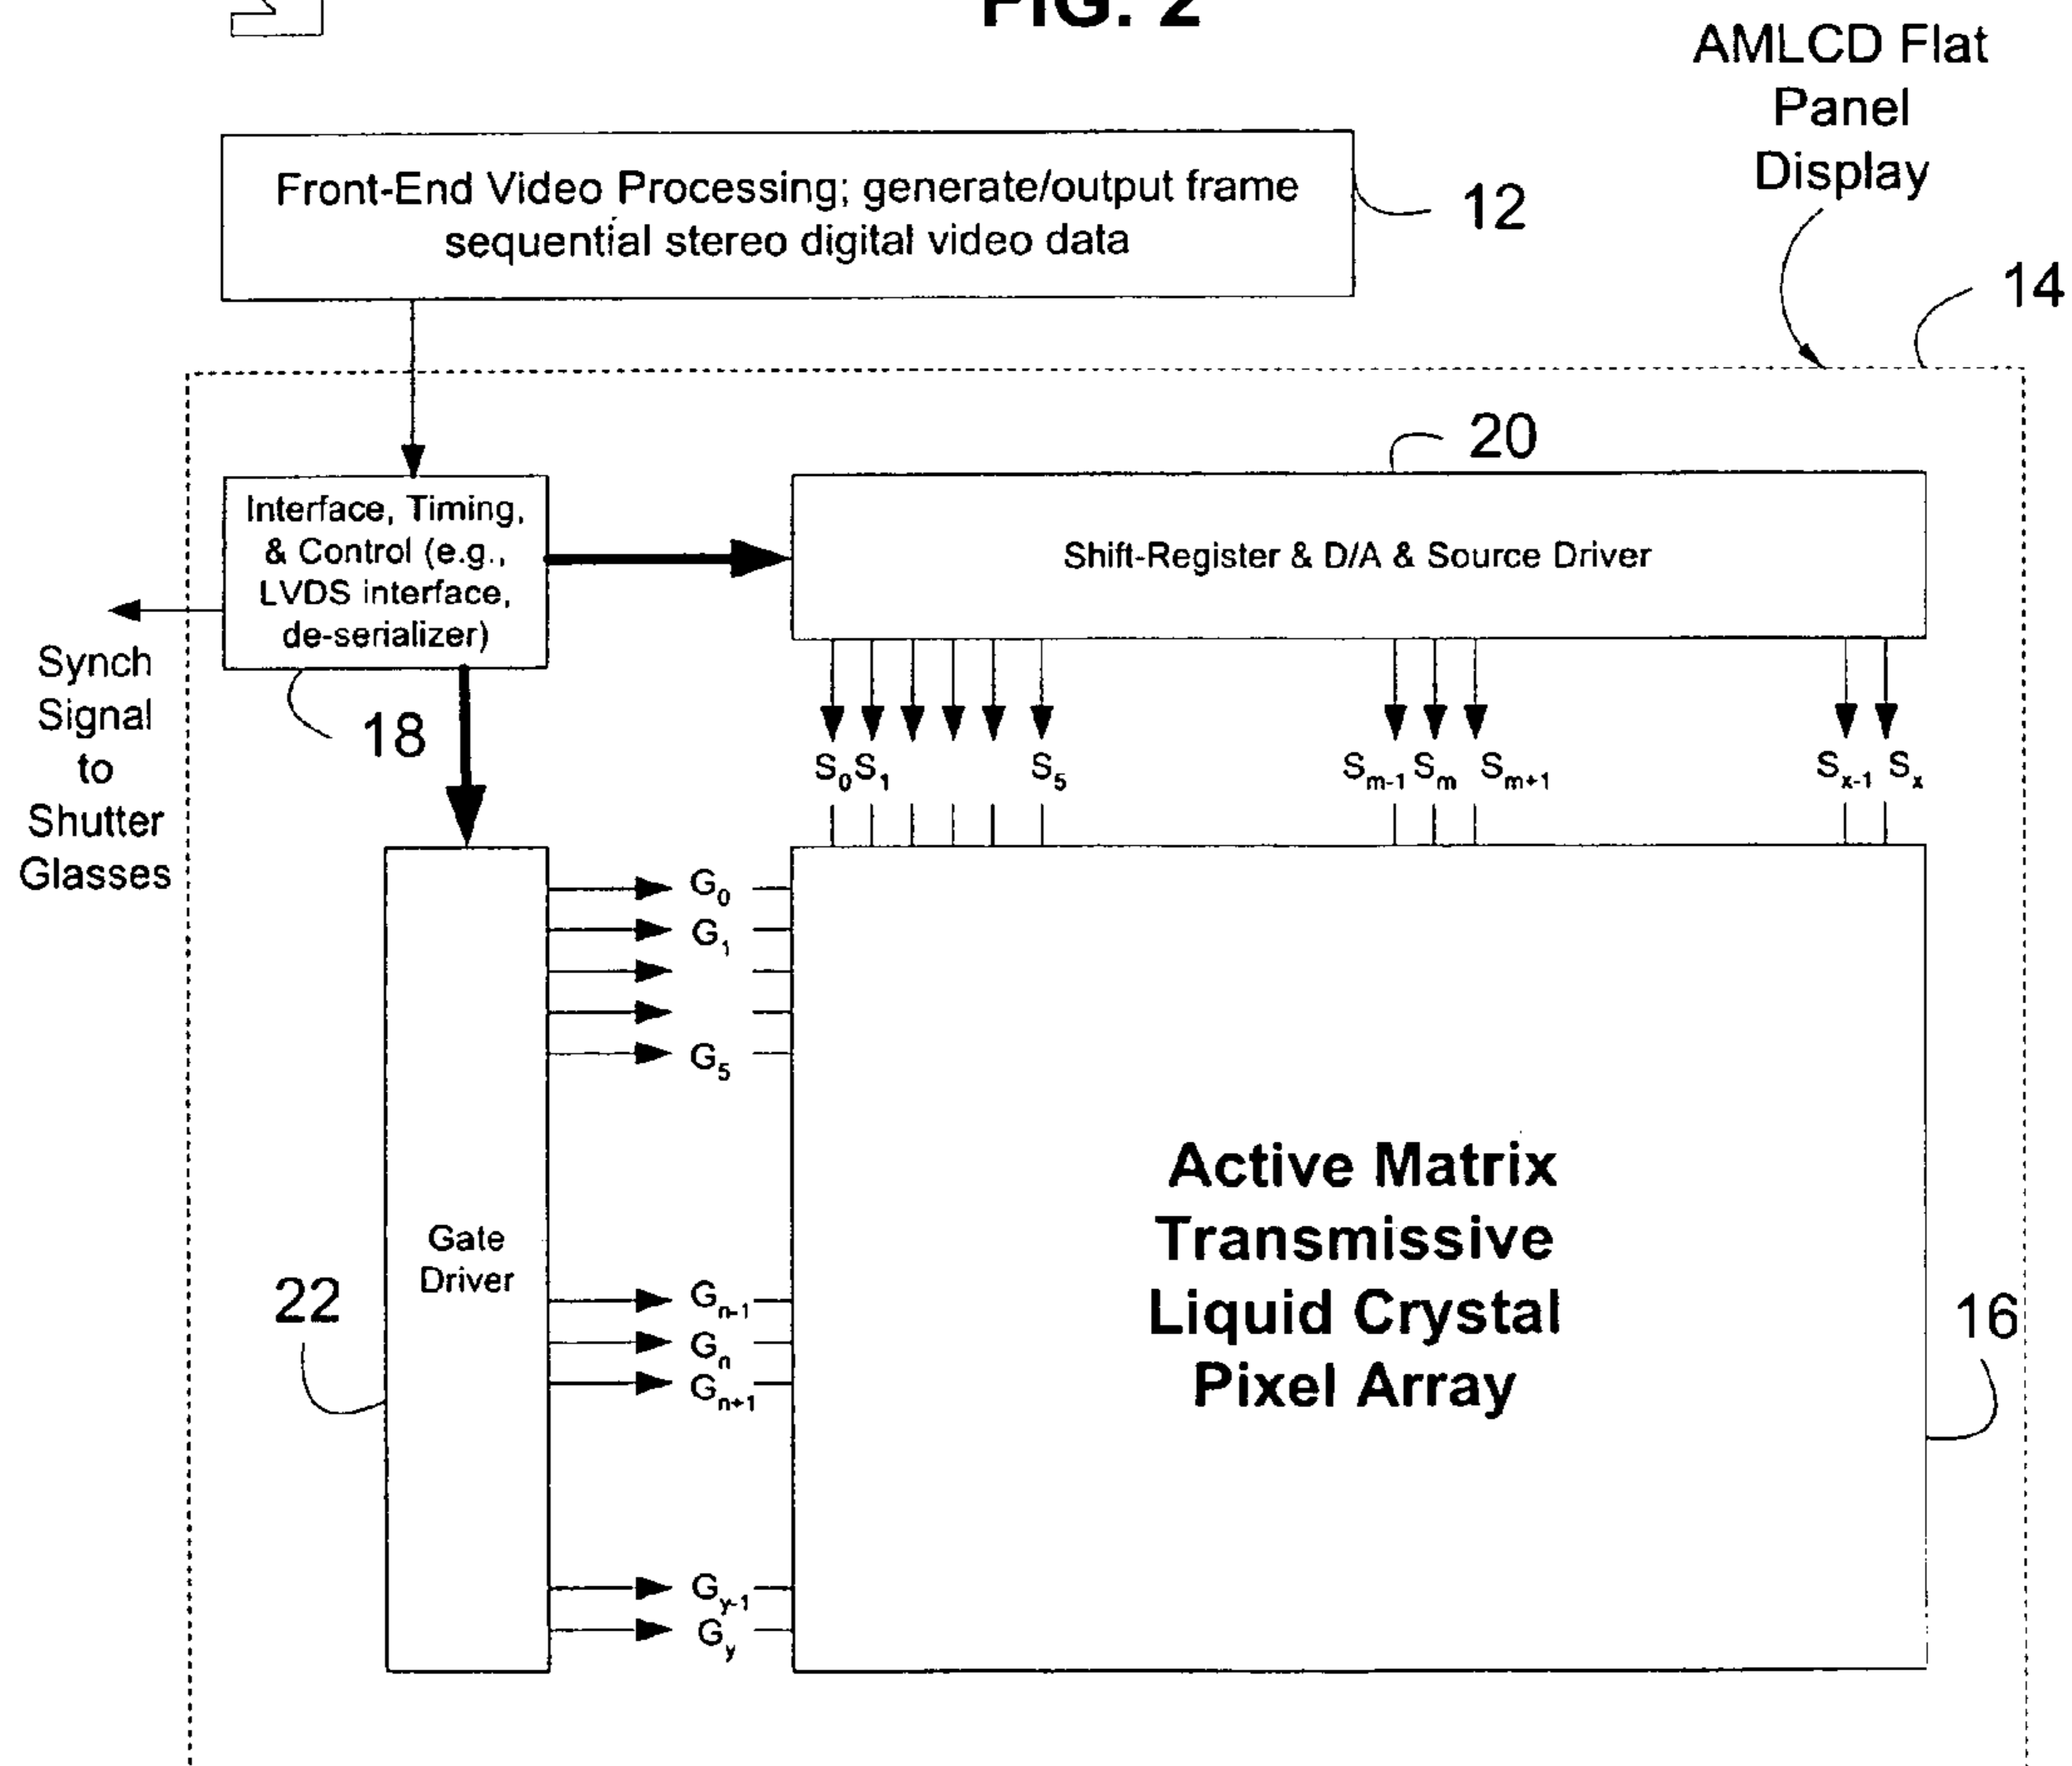 FIG. 2
AMLCD Flat
Panel
Display
Front-End Video Processing; generate/output frame
sequential stereo digital video data
12
14
20
Interface, Timing,
& Control (e.g.,
LVDS interface,
de-serializer)
Shift-Register & D/A & Source Driver
Synch
Signal
to
Shutter
Glasses
18
S0 S1 S5 Sm-1 Sm Sm+1 Sx-1 Sx
G0
G1
G5
Gate
Driver
22
Gn-1
Gn
Gn+1
Active Matrix
Transmissive
Liquid Crystal
Pixel Array
16
Gy-1
Gy